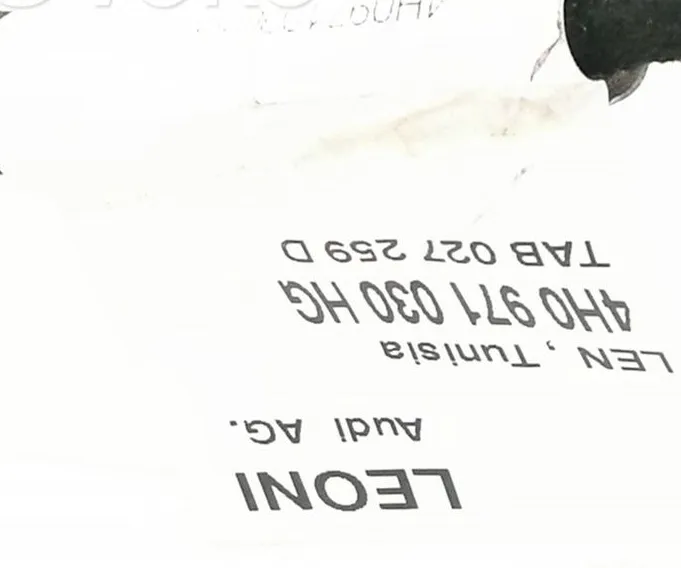 LEONI
Audi AG.
LEN , Tunisia
4H0 971 030 HG
TAB 027 259 D